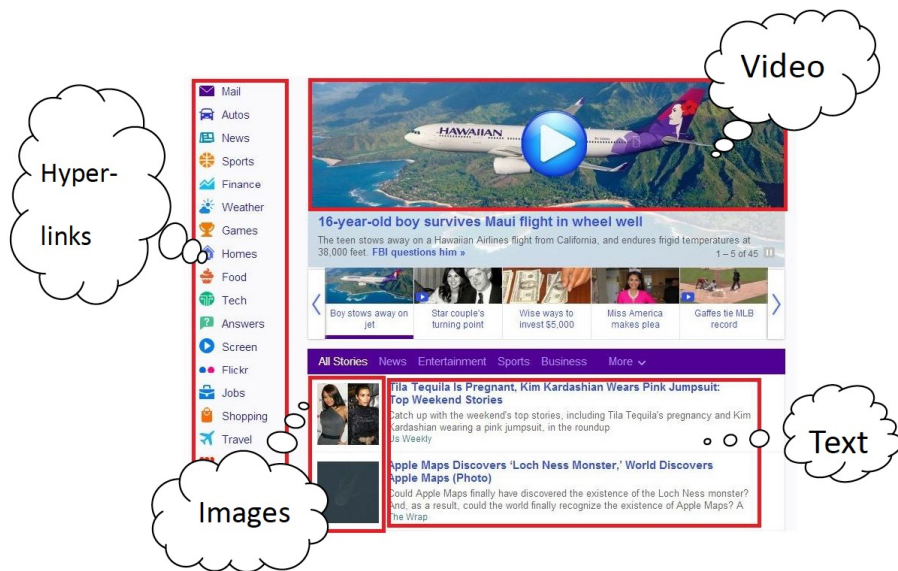 Video
Hyper-
links
Images
Text
Mail
Autos
News
Sports
Finance
Weather
Games
Homes
Food
Tech
Answers
Screen
Flickr
Jobs
Shopping
Travel
HAWAIIAN
16-year-old boy survives Maui flight in wheel well
The teen stows away on a Hawaiian Airlines flight from California, and endures frigid temperatures at
38,000 feet. FBI questions him »
1 – 5 of 45
Boy stows away on
jet
Star couple's
turning point
Wise ways to
invest $5,000
Miss America
makes plea
Gaffes tie MLB
record
All Stories News Entertainment Sports Business More
Tila Tequila Is Pregnant, Kim Kardashian Wears Pink Jumpsuit:
Top Weekend Stories
Catch up with the weekend's top stories, including Tila Tequila's pregnancy and Kim
Kardashian wearing a pink jumpsuit, in the roundup
Us Weekly
Apple Maps Discovers ‘Loch Ness Monster,’ World Discovers
Apple Maps (Photo)
Could Apple Maps finally have discovered the existence of the Loch Ness monster?
And, as a result, could the world finally recognize the existence of Apple Maps? A
The Wrap